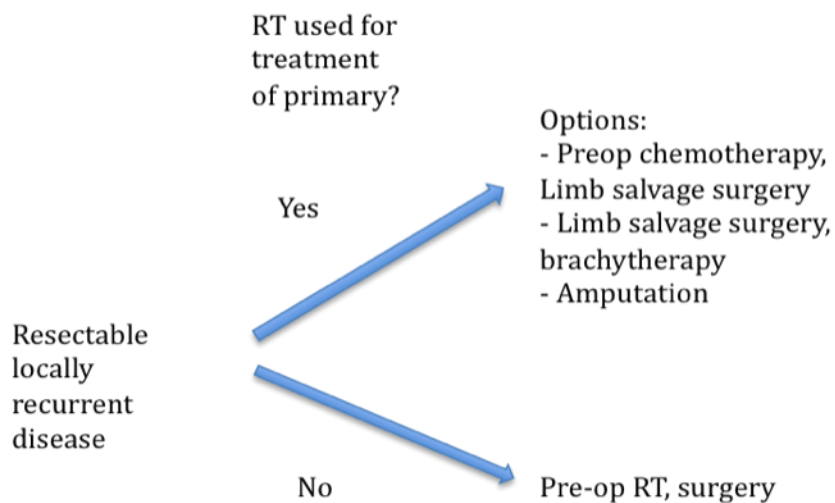 RT used for
treatment
of primary?
Options:
- Preop chemotherapy,
Limb salvage surgery
- Limb salvage surgery,
brachytherapy
- Amputation
Yes
Resectable
locally
recurrent
disease
No
Pre-op RT, surgery